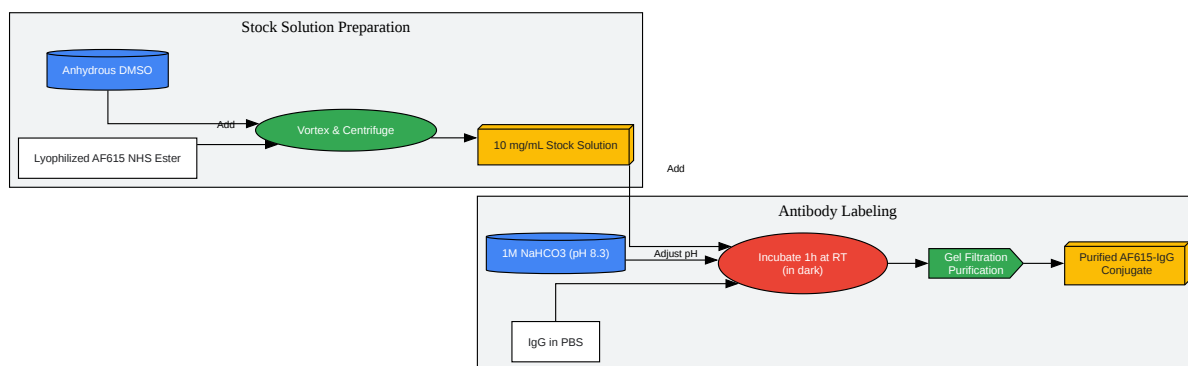 Stock Solution Preparation
Anhydrous DMSO
Add
Vortex & Centrifuge
Lyophilized AF615 NHS Ester
10 mg/mL Stock Solution
Add
Antibody Labeling
1M NaHCO3 (pH 8.3)
Adjust pH
Incubate 1h at RT
(in dark)
Gel Filtration
Purification
Purified AF615-IgG
Conjugate
IgG in PBS